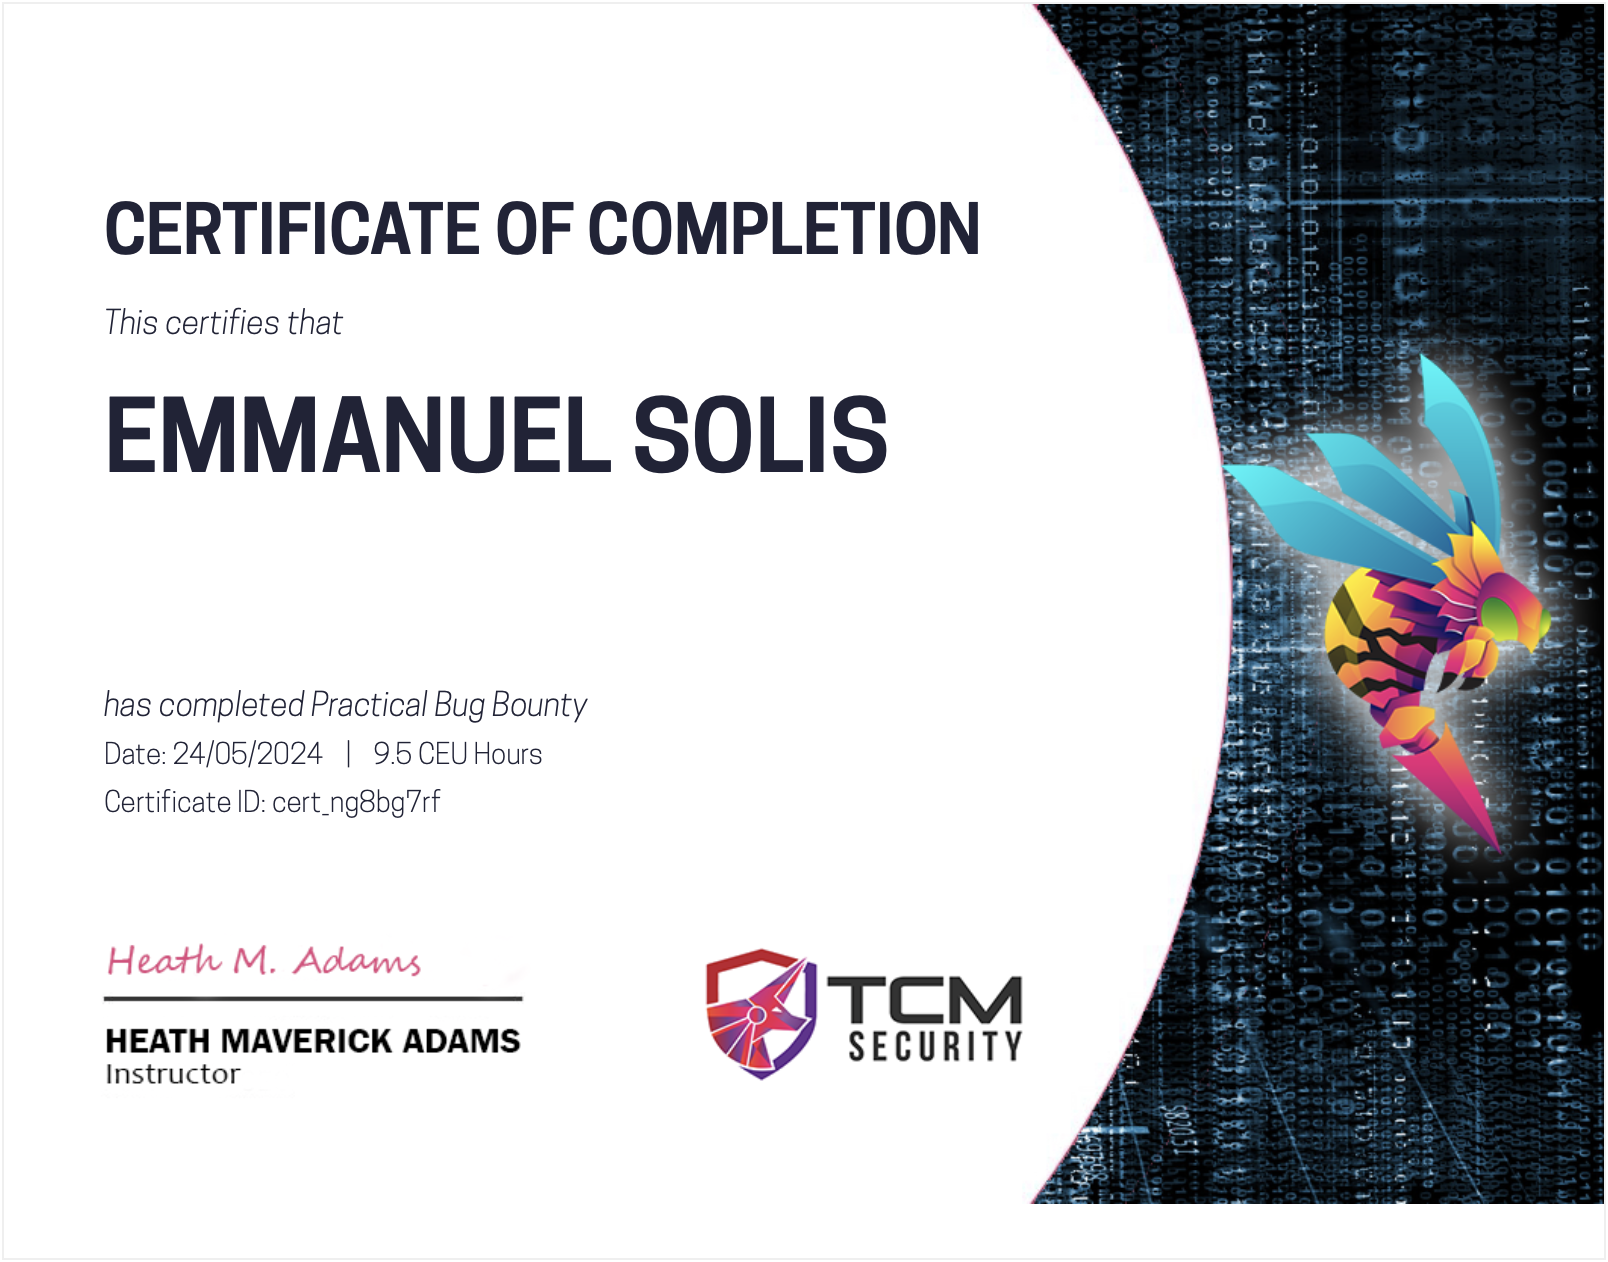 CERTIFICATE OF COMPLETION
This certifies that
EMMANUEL SOLIS
has completed Practical Bug Bounty
Date: 24/05/2024 | 9.5 CEU Hours
Certificate ID: cert_ng8bg7rf
Heath M. Adams
HEATH MAVERICK ADAMS
Instructor
TCM
SECURITY